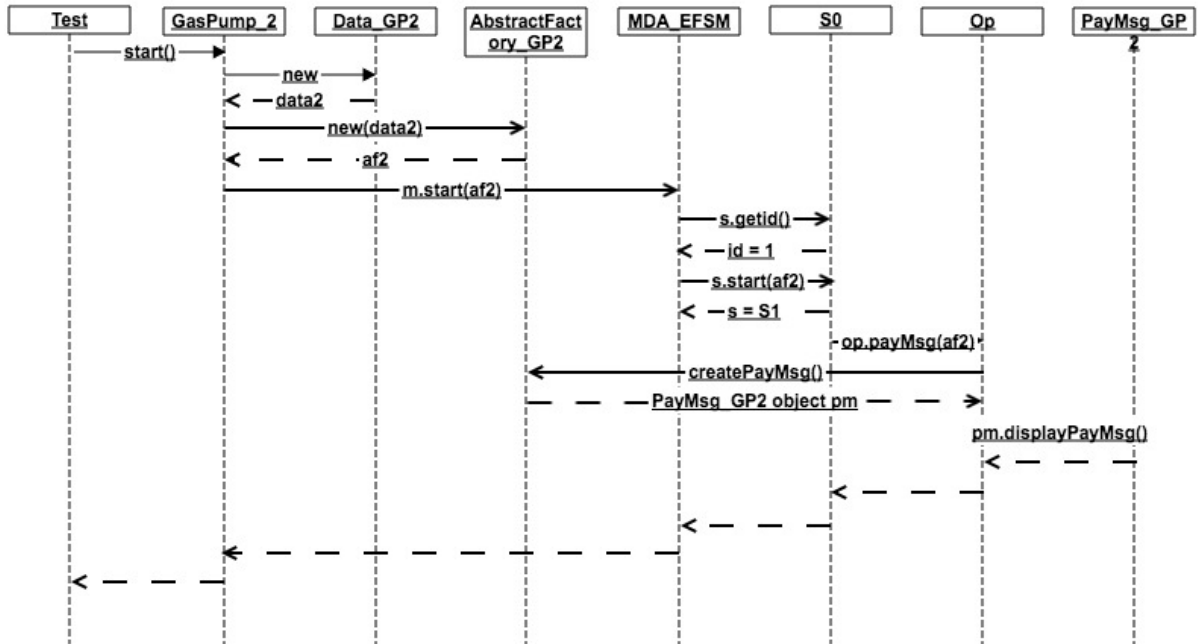 Test
GasPump_2
Data_GP2
AbstractFact
ory_GP2
MDA_EFSM
S0
Op
PayMsg_GP
2
start()
new
data2
new(data2)
af2
m.start(af2)
s.getid()
id = 1
s.start(af2)
s = S1
op.payMsg(af2)
createPayMsg()
PayMsg_GP2 object pm
pm.displayPayMsg()